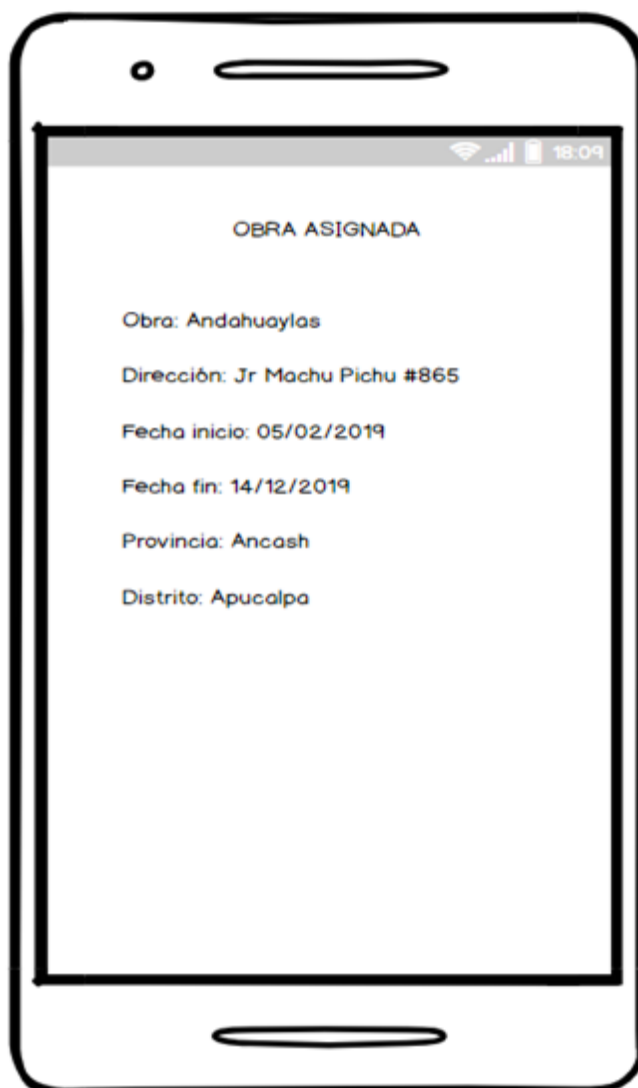 18:09
OBRA ASIGNADA
Obra: Andahuaylas
Dirección: Jr Machu Pichu #865
Fecha inicio: 05/02/2019
Fecha fin: 14/12/2019
Provincia: Ancash
Distrito: Apucalpa